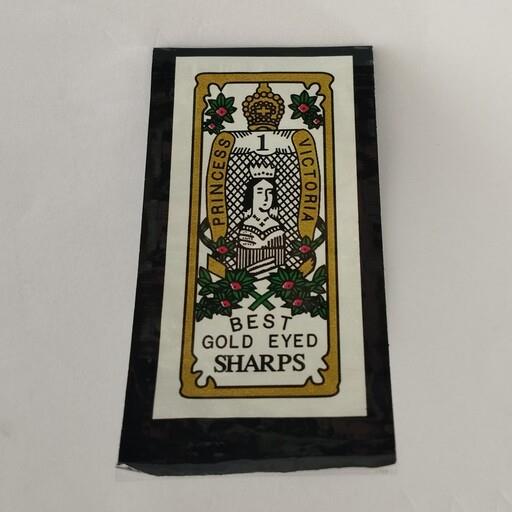 1
PRINCESS
VICTORIA
BEST
GOLD EYED
SHARPS